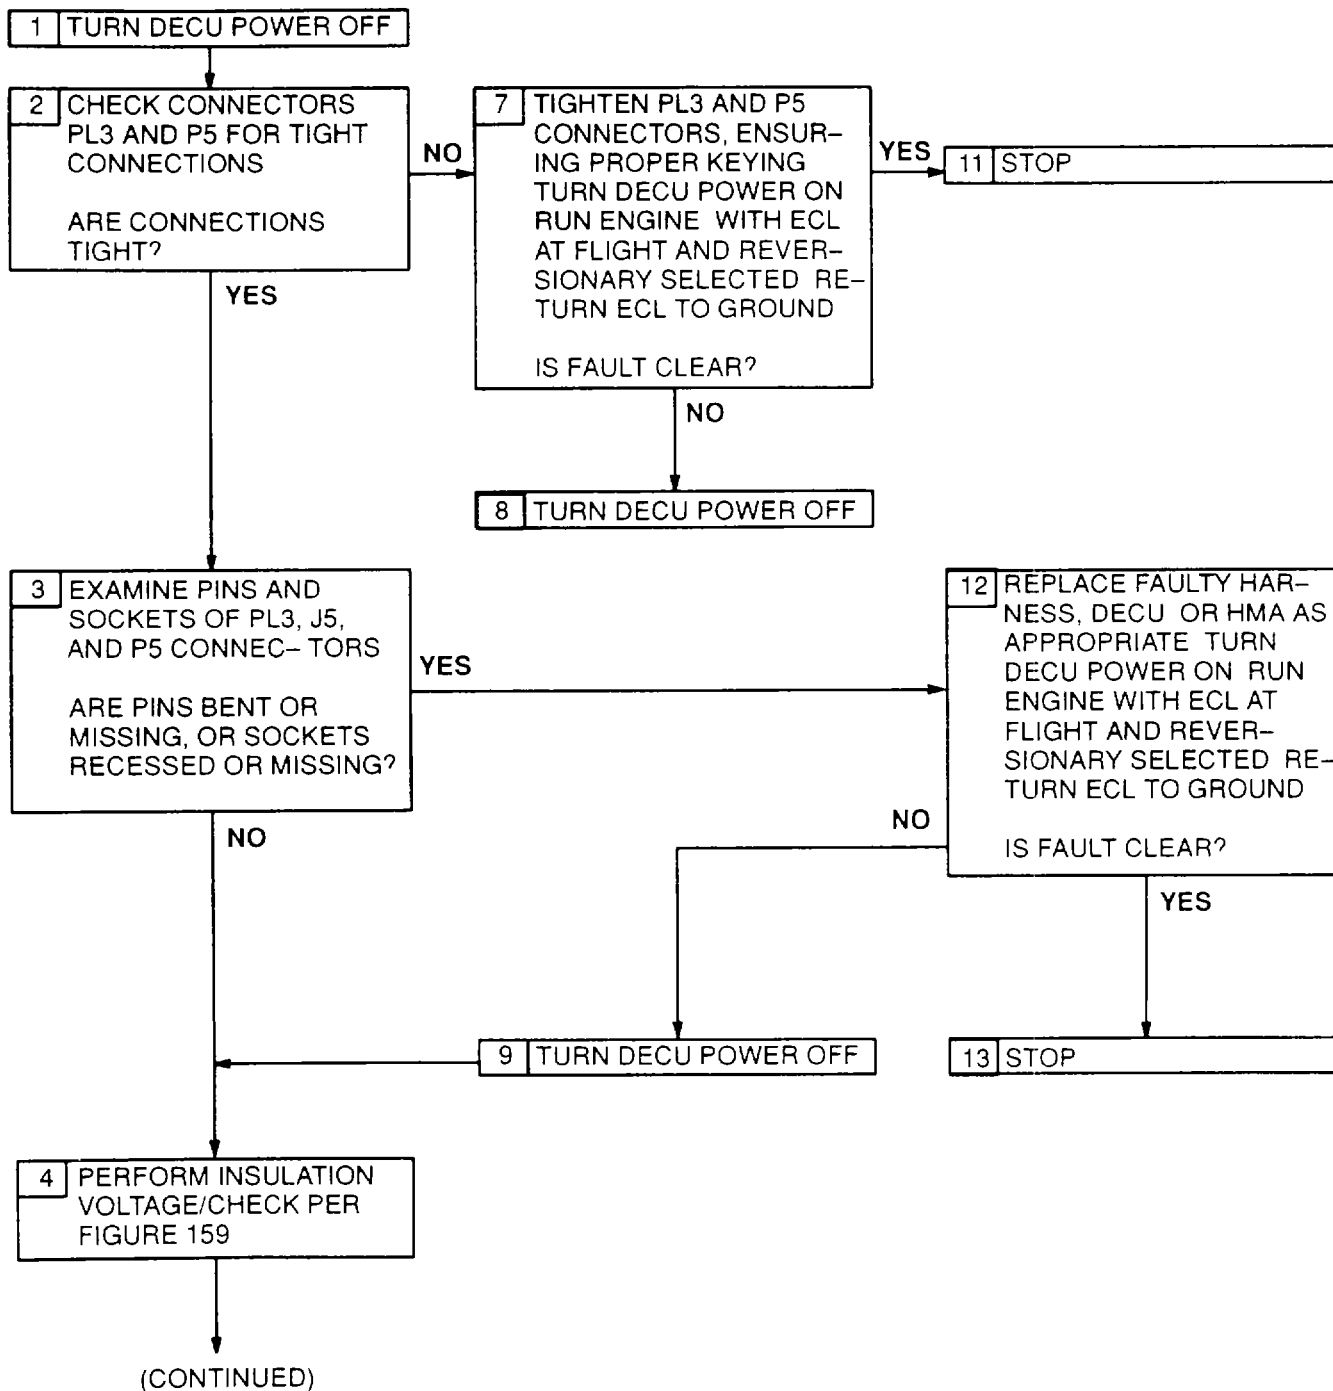 1 TURN DECU POWER OFF
2 CHECK CONNECTORS
PL3 AND P5 FOR TIGHT
CONNECTIONS
ARE CONNECTIONS
TIGHT?
NO
YES
7 TIGHTEN PL3 AND P5
CONNECTORS, ENSUR–
ING PROPER KEYING
TURN DECU POWER ON
RUN ENGINE WITH ECL
AT FLIGHT AND REVER–
SIONARY SELECTED RE–
TURN ECL TO GROUND
IS FAULT CLEAR?
YES
NO
11 STOP
8 TURN DECU POWER OFF
3 EXAMINE PINS AND
SOCKETS OF PL3, J5,
AND P5 CONNEC– TORS
ARE PINS BENT OR
MISSING, OR SOCKETS
RECESSED OR MISSING?
YES
NO
12 REPLACE FAULTY HAR–
NESS, DECU OR HMA AS
APPROPRIATE TURN
DECU POWER ON RUN
ENGINE WITH ECL AT
FLIGHT AND REVER–
SIONARY SELECTED RE–
TURN ECL TO GROUND
IS FAULT CLEAR?
NO
YES
9 TURN DECU POWER OFF
13 STOP
4 PERFORM INSULATION
VOLTAGE/CHECK PER
FIGURE 159
(CONTINUED)